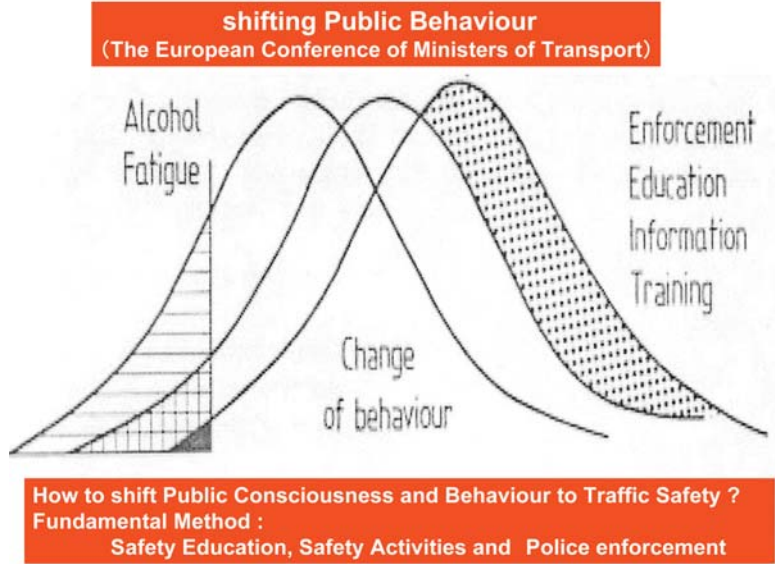 shifting Public Behaviour
(The European Conference of Ministers of Transport)
Alcohol
Fatigue
Enforcement
Education
Information
Training
Change
of behaviour
How to shift Public Consciousness and Behaviour to Traffic Safety ?
Fundamental Method :
Safety Education, Safety Activities and Police enforcement